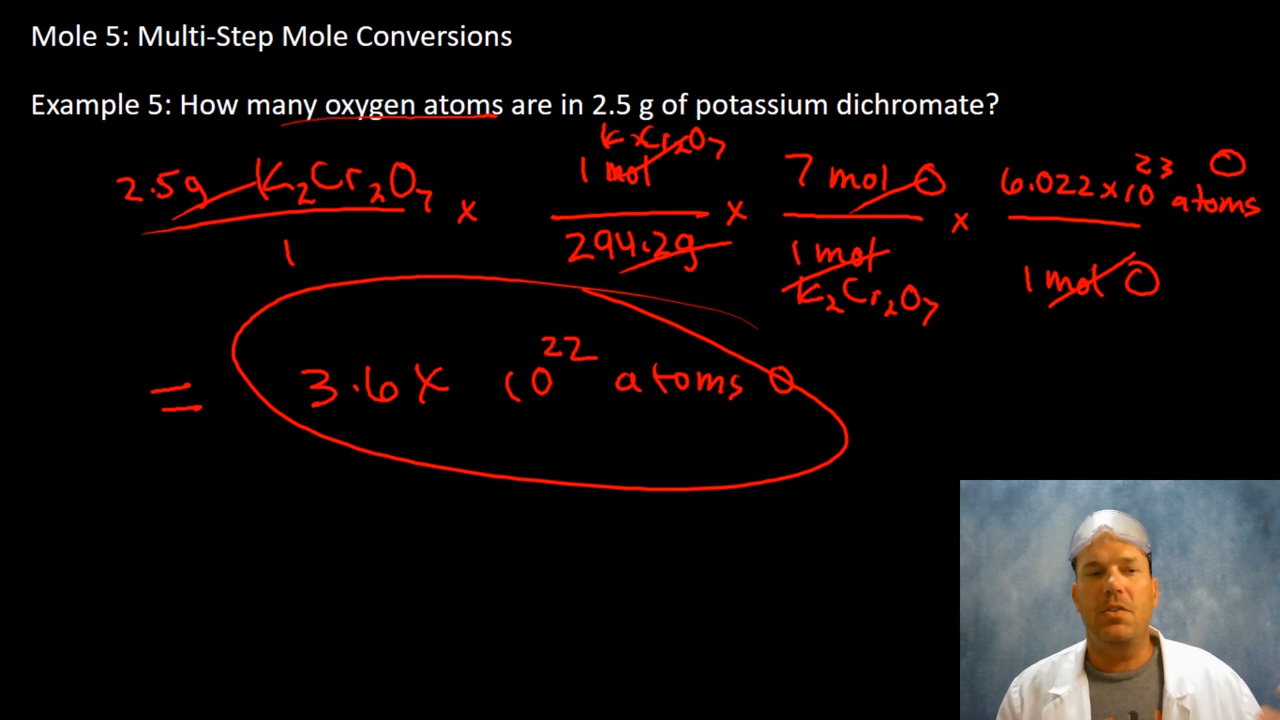 Mole 5: Multi-Step Mole Conversions
Example 5: How many oxygen atoms are in 2.5 g of potassium dichromate?
2.5g K₂Cr₂O₇ / 1 x 1 mol K₂Cr₂O₇ / 294.2g x 7 mol O / 1 mol K₂Cr₂O₇ x 6.022 x 10²³ atoms O / 1 mol O
= 3.6 x 10²² atoms O